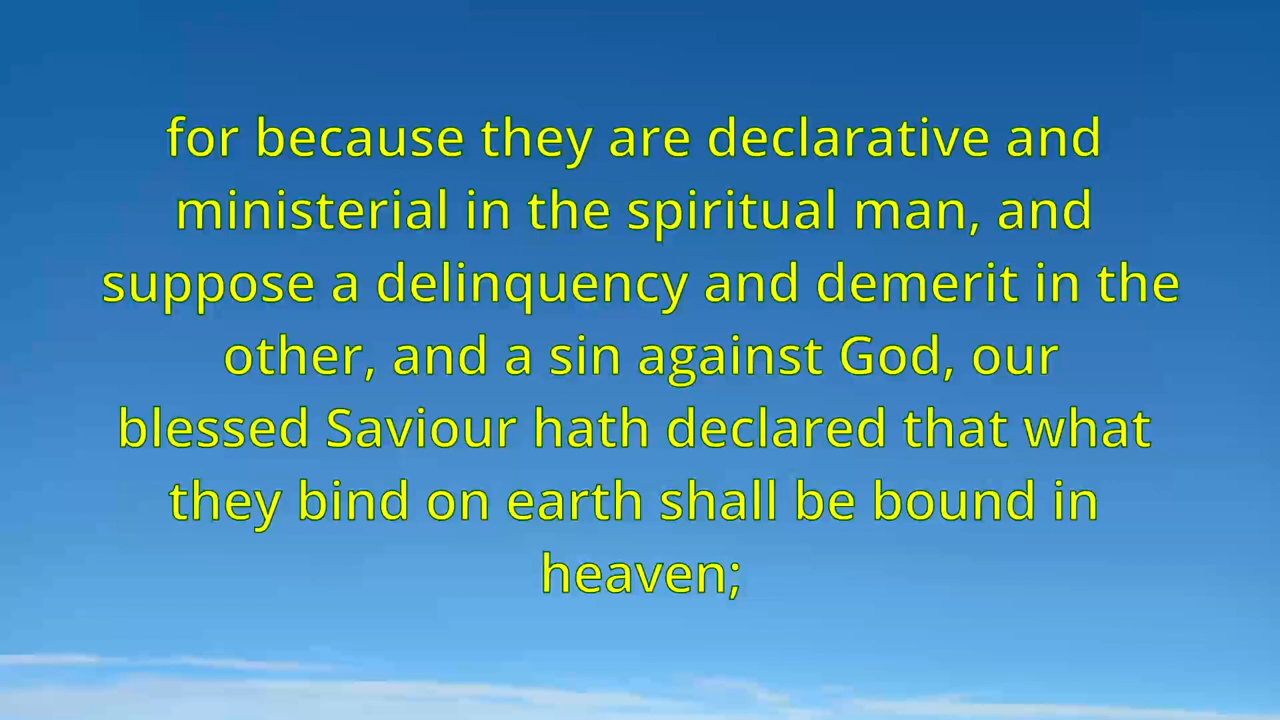 for because they are declarative and
ministerial in the spiritual man, and
suppose a delinquency and demerit in the
other, and a sin against God, our
blessed Saviour hath declared that what
they bind on earth shall be bound in
heaven;